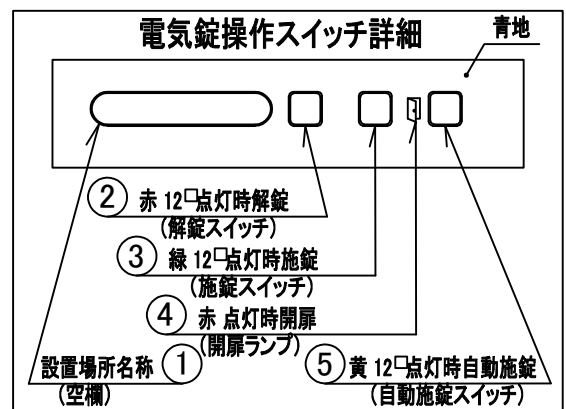 電気錠操作スイッチ詳細
青地
② 赤 12□点灯時解錠
(解錠スイッチ)
③ 緑 12□点灯時施錠
(施錠スイッチ)
④ 赤 点灯時開扉
(開扉ランプ)
設置場所名称 ①
(空欄)
⑤ 黄 12□点灯時自動施錠
(自動施錠スイッチ)